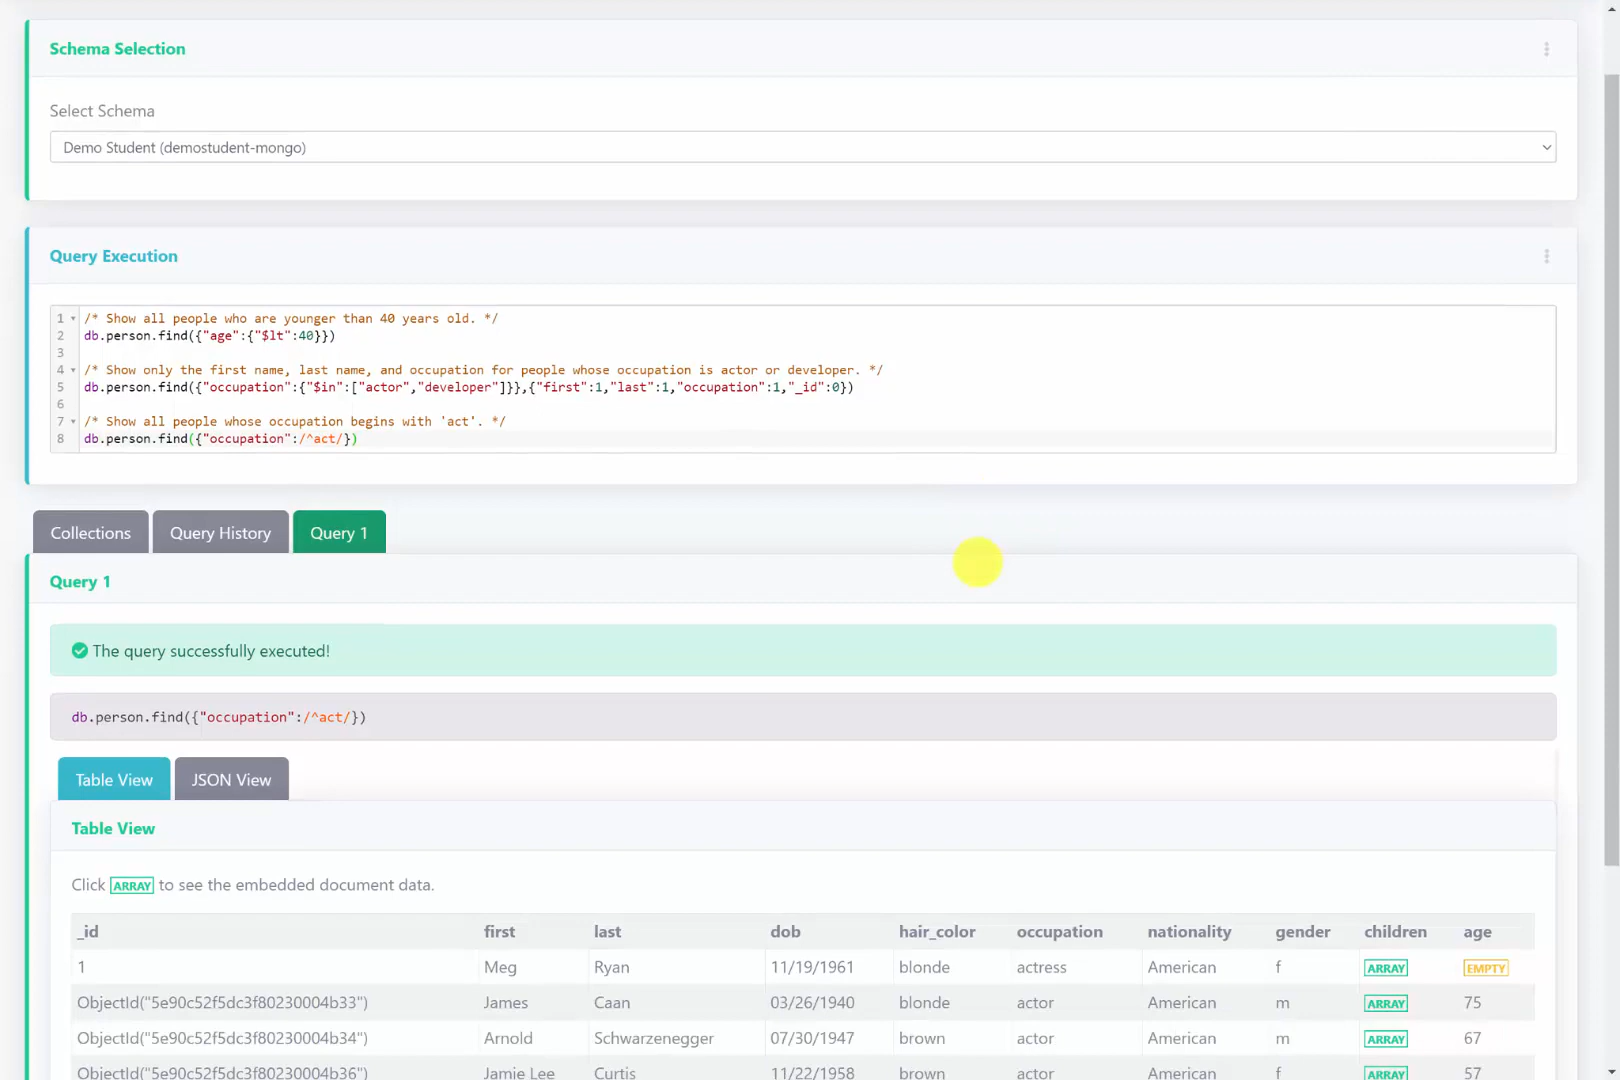 Schema Selection
Select Schema
Demo Student (demostudent-mongo)
Query Execution
1 /* Show all people who are younger than 40 years old. */
2 db.person.find({"age":{"$lt":40}})
3
4 /* Show only the first name, last name, and occupation for people whose occupation is actor or developer. */
5 db.person.find({"occupation":{"$in":["actor","developer"]}},{"first":1,"last":1,"occupation":1,"_id":0})
6
7 /* Show all people whose occupation begins with 'act'. */
8 db.person.find({"occupation":/^act/})
Collections Query History Query 1
Query 1
The query successfully executed!
db.person.find({"occupation":/^act/})
Table View JSON View
Table View
Click ARRAY to see the embedded document data.
_id first last dob hair_color occupation nationality gender children age
1 Meg Ryan 11/19/1961 blonde actress American f ARRAY EMPTY
ObjectId("5e90c52f5dc3f80230004b33") James Caan 03/26/1940 blonde actor American m ARRAY 75
ObjectId("5e90c52f5dc3f80230004b34") Arnold Schwarzenegger 07/30/1947 brown actor American m ARRAY 67
ObjectId("5e90c52f5dc3f80230004b36") Jamie Lee Curtis 11/22/1958 brown actor American f ARRAY 57